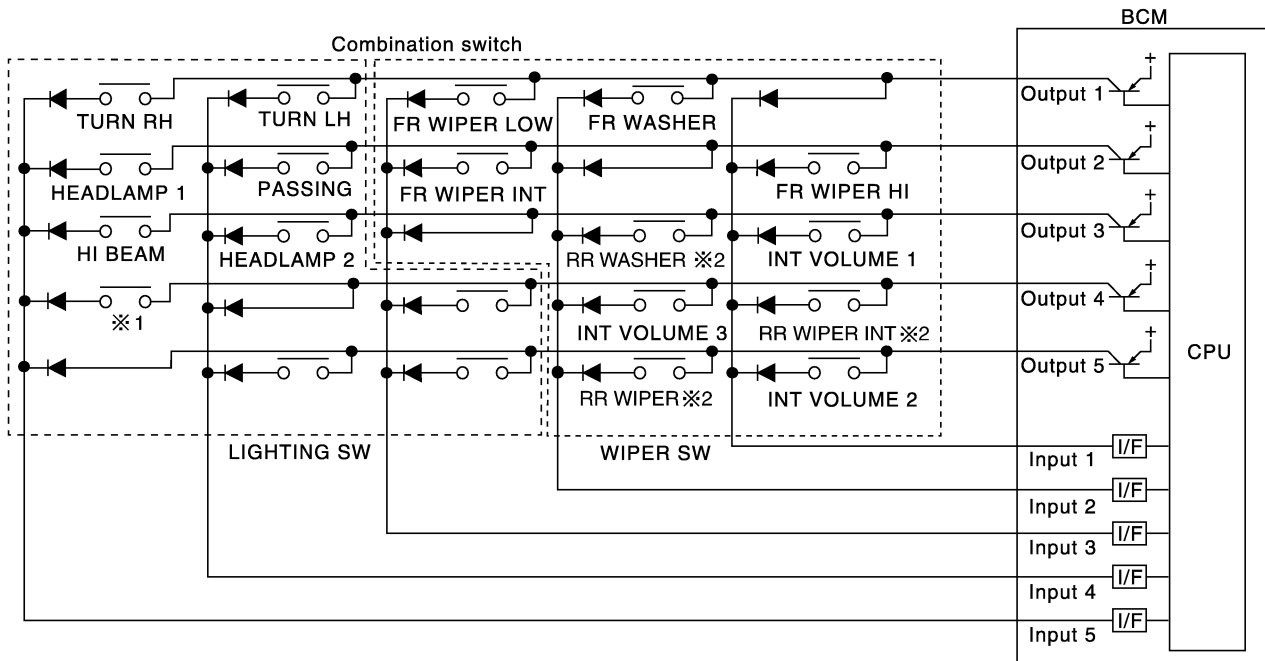 BCM
Combination switch
TURN RH
TURN LH
FR WIPER LOW
FR WASHER
Output 1
+
HEADLAMP 1
PASSING
FR WIPER INT
FR WIPER HI
Output 2
+
HI BEAM
HEADLAMP 2
RR WASHER ※2
INT VOLUME 1
Output 3
+
※1
INT VOLUME 3
RR WIPER INT※2
Output 4
+
RR WIPER※2
INT VOLUME 2
Output 5
+
CPU
LIGHTING SW
WIPER SW
Input 1
I/F
Input 2
I/F
Input 3
I/F
Input 4
I/F
Input 5
I/F